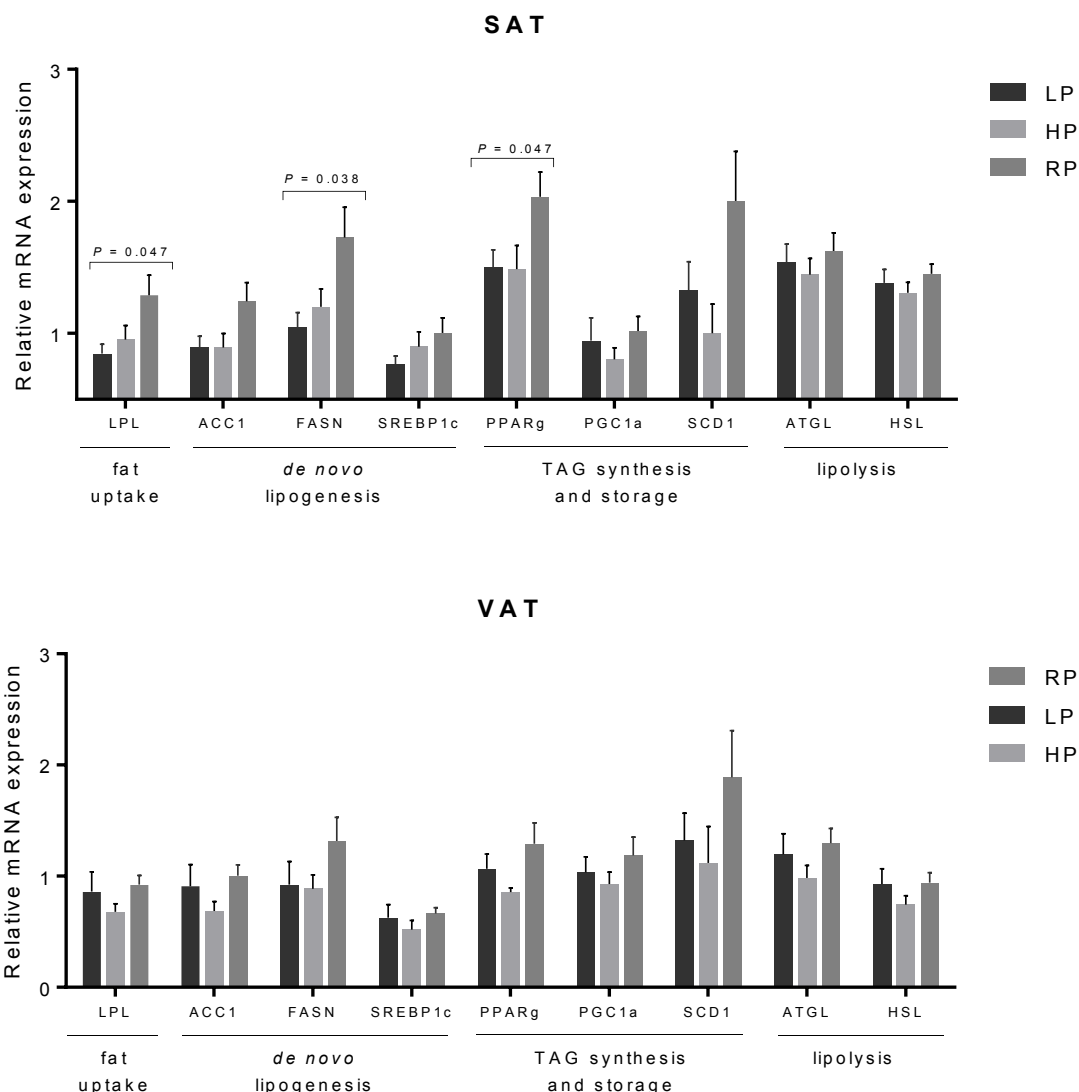 SAT
Relative mRNA expression
3
2
1
P = 0.047
P = 0.038
P = 0.047
LP
HP
RP
LPL ACC1 FASN SREBP1c PPARg PGC1a SCD1 ATGL HSL
fat de novo TAG synthesis lipolysis
uptake lipogenesis and storage
VAT
Relative mRNA expression
3
2
1
0
RP
LP
HP
LPL ACC1 FASN SREBP1c PPARg PGC1a SCD1 ATGL HSL
fat de novo TAG synthesis lipolysis
uptake lipogenesis and storage